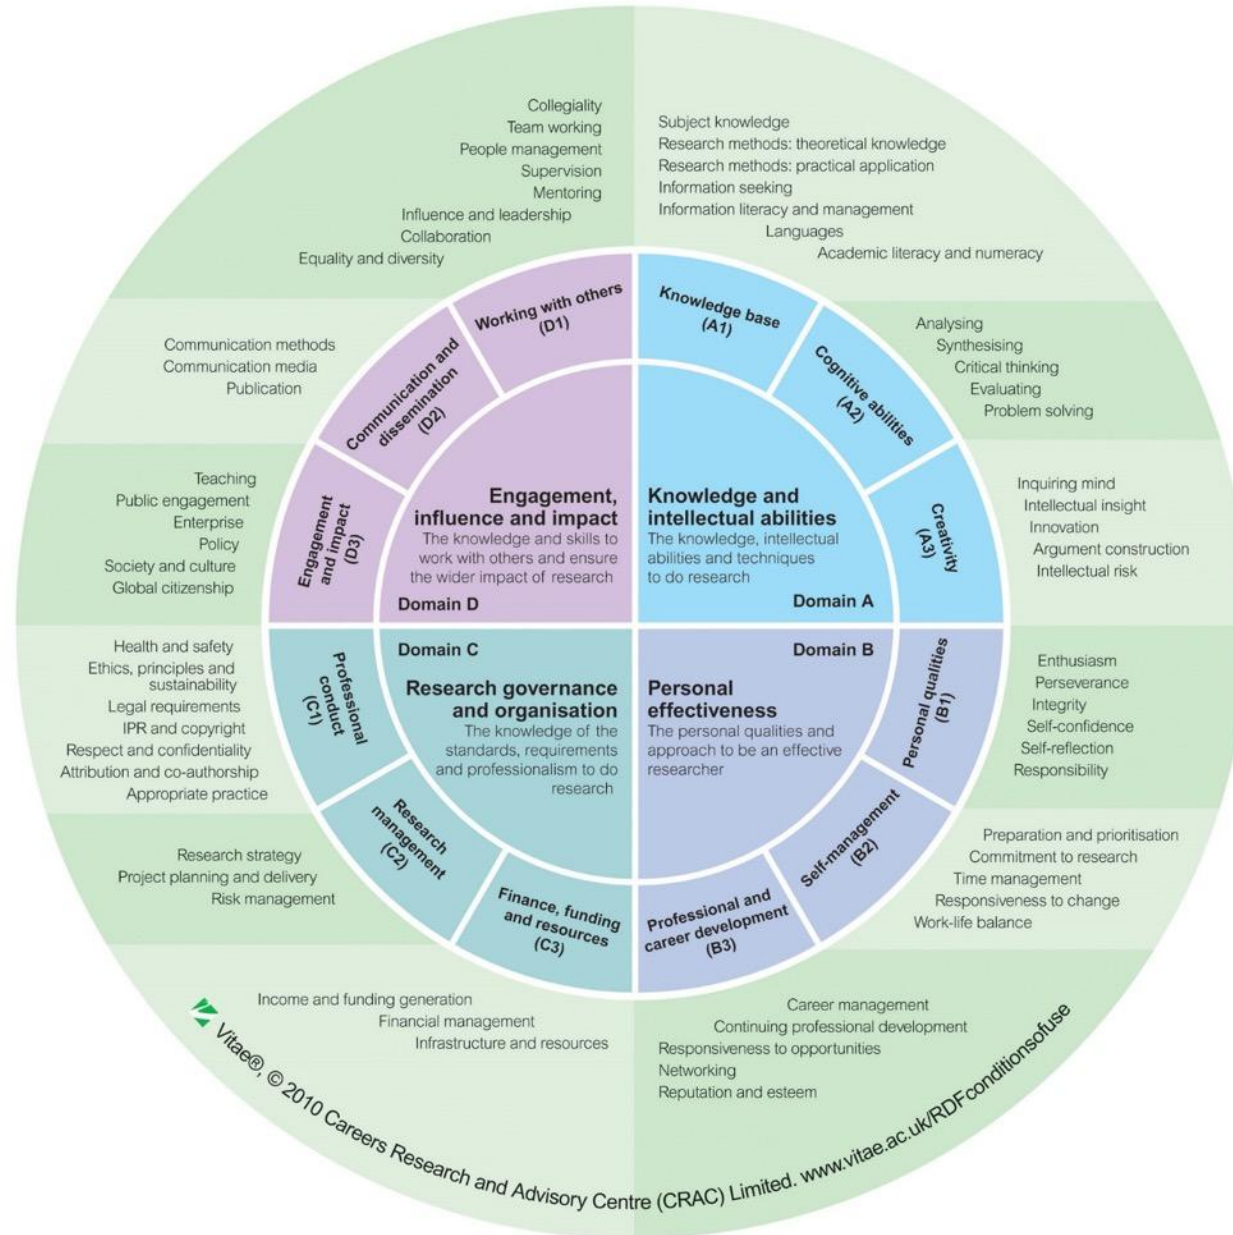 Collegiality
Team working
People management
Supervision
Mentoring
Influence and leadership
Collaboration
Equality and diversity
Subject knowledge
Research methods: theoretical knowledge
Research methods: practical application
Information seeking
Information literacy and management
Languages
Academic literacy and numeracy
Working with others
(D1)
Knowledge base
(A1)
Communication methods
Communication media
Publication
Communication and
dissemination
(D2)
Cognitive abilities
(A2)
Analysing
Synthesising
Critical thinking
Evaluating
Problem solving
Teaching
Public engagement
Enterprise
Policy
Society and culture
Global citizenship
Engagement
and impact
(D3)
Engagement,
influence and impact
The knowledge and skills to
work with others and ensure
the wider impact of research
Domain D
Knowledge and
intellectual abilities
The knowledge, intellectual
abilities and techniques
to do research
Domain A
Creativity
(A3)
Inquiring mind
Intellectual insight
Innovation
Argument construction
Intellectual risk
Health and safety
Ethics, principles and
sustainability
Legal requirements
IPR and copyright
Respect and confidentiality
Attribution and co-authorship
Appropriate practice
Professional
conduct
(C1)
Domain C
Research governance
and organisation
The knowledge of the
standards, requirements
and professionalism to do
research
Domain B
Personal
effectiveness
The personal qualities and
approach to be an effective
researcher
Personal qualities
(B1)
Enthusiasm
Perseverance
Integrity
Self-confidence
Self-reflection
Responsibility
Research strategy
Project planning and delivery
Risk management
Research
management
(C2)
Self-management
(B2)
Preparation and prioritisation
Commitment to research
Time management
Responsiveness to change
Work-life balance
Finance, funding
and resources
(C3)
Professional and
career development
(B3)
Income and funding generation
Financial management
Infrastructure and resources
Career management
Continuing professional development
Responsiveness to opportunities
Networking
Reputation and esteem
Vitae®, © 2010 Careers Research and Advisory Centre (CRAC) Limited. www.vitae.ac.uk/RDFconditionsofuse